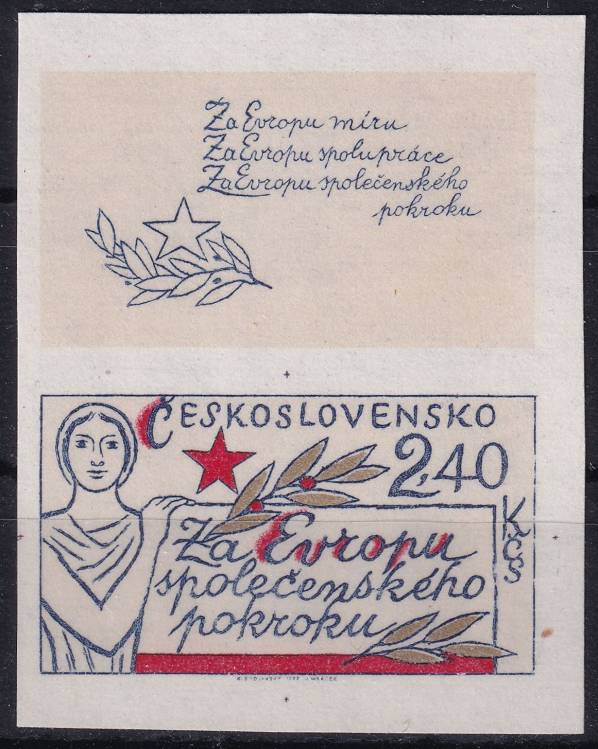 Za Evropu míru
Za Evropu spolupráce
Za Evropu společenského
pokroku
ČESKOSLOVENSKO
2,40
Kčs
Za Evropu
společenského
pokroku